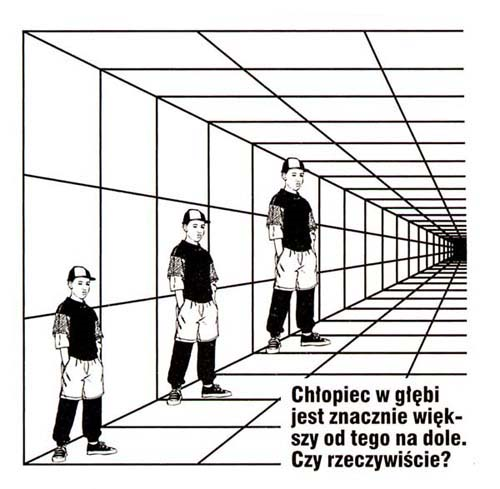 Chłopiec w głębi
jest znacznie więk-
szy od tego na dole.
Czy rzeczywiście?